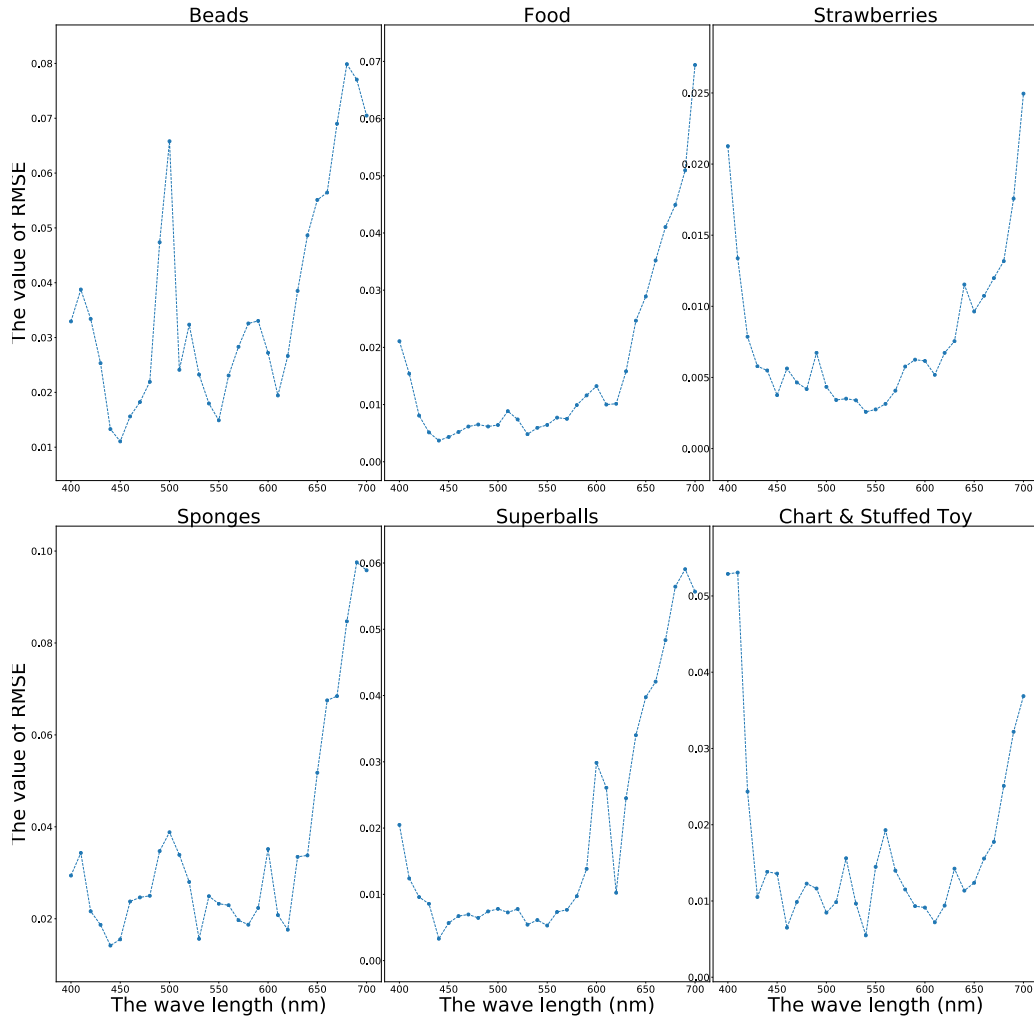 Beads
Food
Strawberries
The value of RMSE
0.08
0.07
0.06
0.05
0.04
0.03
0.02
0.01
0.07
0.06
0.05
0.04
0.03
0.02
0.01
0.00
0.025
0.020
0.015
0.010
0.005
0.000
400 450 500 550 600 650 700
400 450 500 550 600 650 700
400 450 500 550 600 650 700
Sponges
Superballs
Chart & Stuffed Toy
The value of RMSE
0.10
0.08
0.06
0.04
0.02
0.06
0.05
0.04
0.03
0.02
0.01
0.00
0.05
0.04
0.03
0.02
0.01
0.00
400 450 500 550 600 650 700
400 450 500 550 600 650 700
400 450 500 550 600 650 700
The wave length (nm)
The wave length (nm)
The wave length (nm)